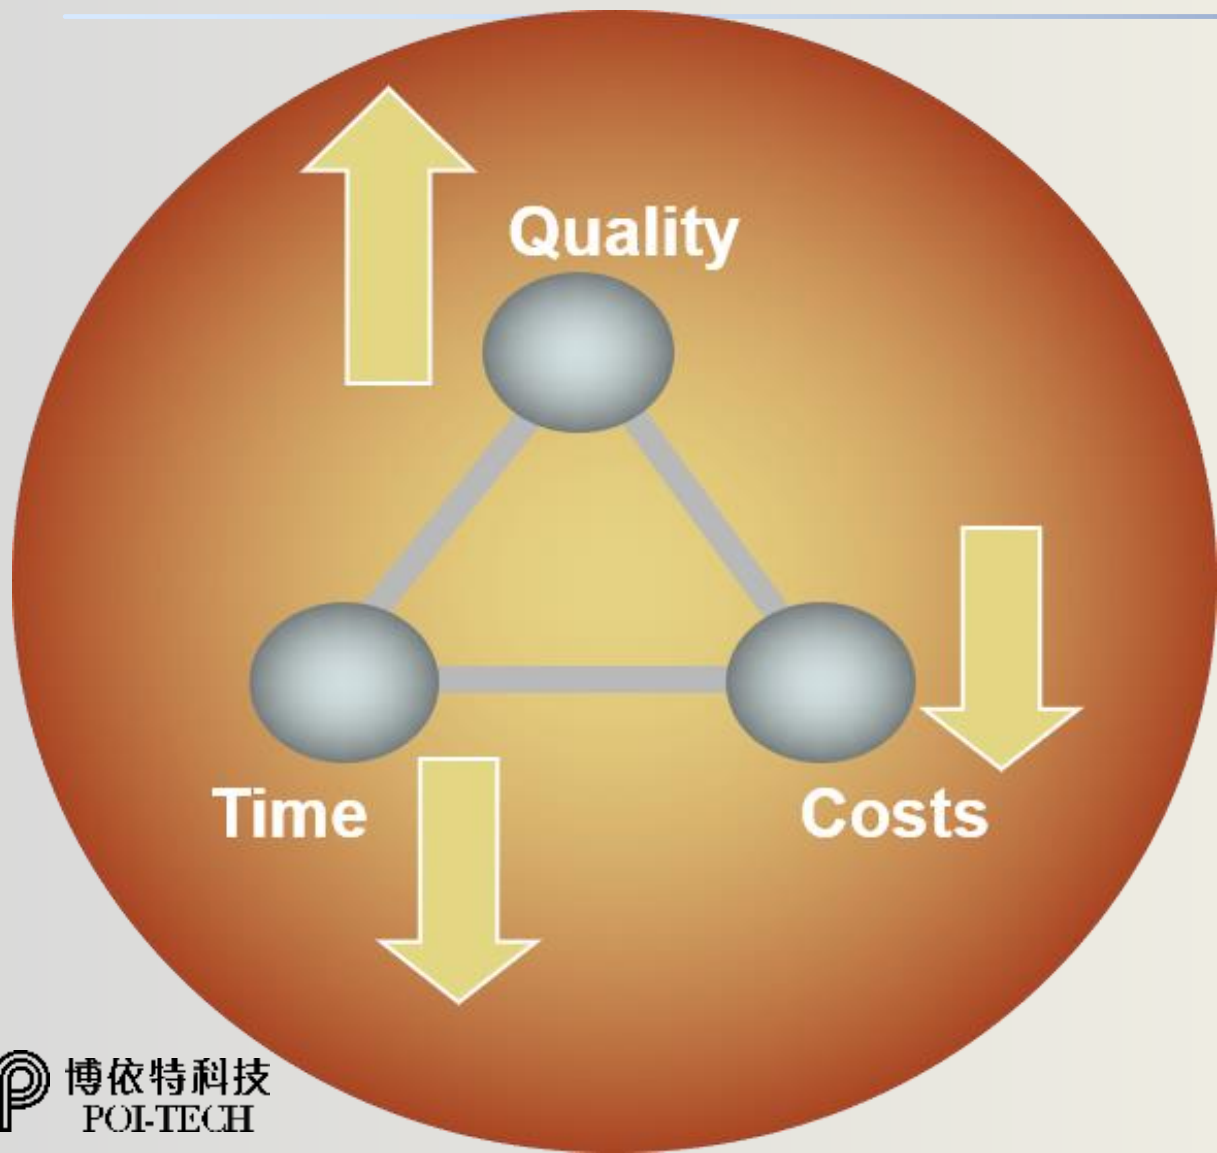 Quality
Time
Costs
博依特科技
POI-TECH